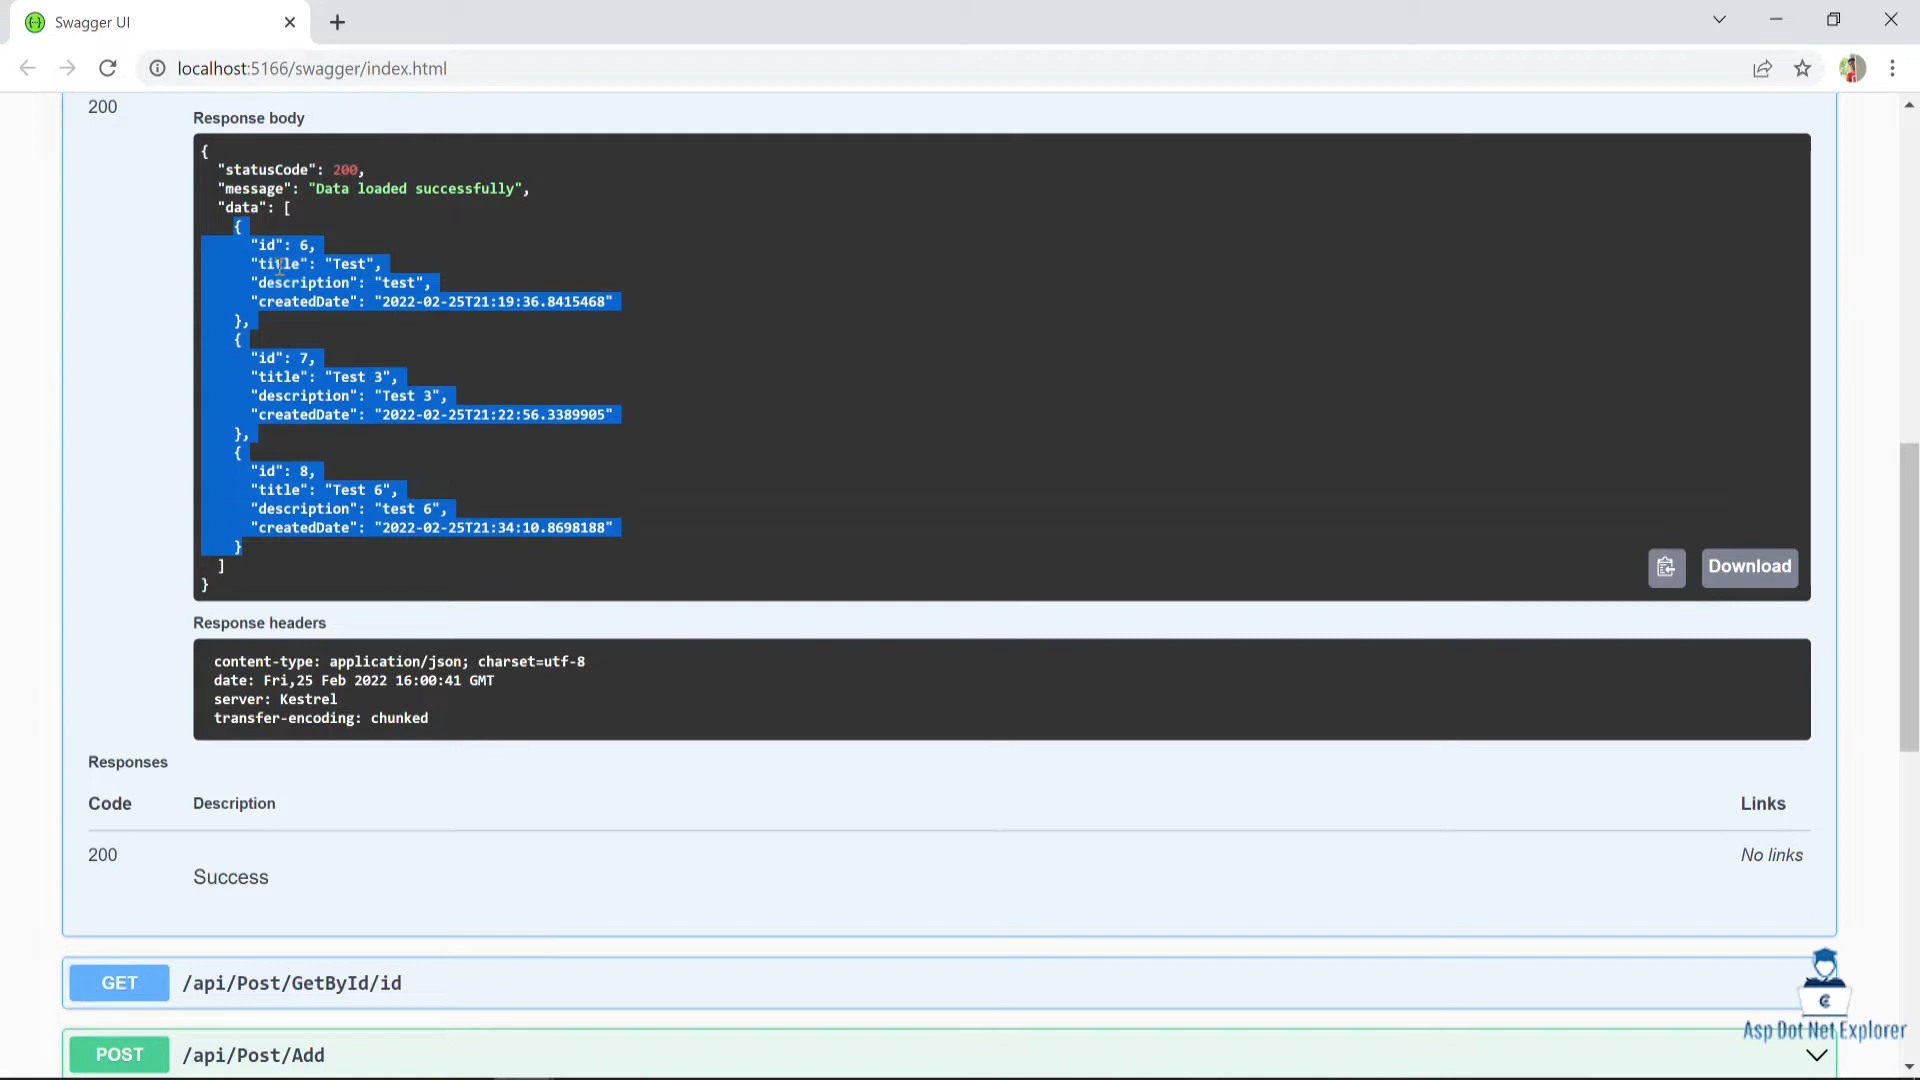 Swagger UI
localhost:5166/swagger/index.html
200
Response body
{
"statusCode": 200,
"message": "Data loaded successfully",
"data": [
{
"id": 6,
"title": "Test",
"description": "test",
"createdDate": "2022-02-25T21:19:36.8415468"
},
{
"id": 7,
"title": "Test 3",
"description": "Test 3",
"createdDate": "2022-02-25T21:22:56.3389905"
},
{
"id": 8,
"title": "Test 6",
"description": "test 6",
"createdDate": "2022-02-25T21:34:10.8698188"
}
]
}
Download
Response headers
content-type: application/json; charset=utf-8
date: Fri,25 Feb 2022 16:00:41 GMT
server: Kestrel
transfer-encoding: chunked
Responses
Code Description Links
200 No links
Success
GET /api/Post/GetById/id
Asp Dot Net Explorer
POST /api/Post/Add